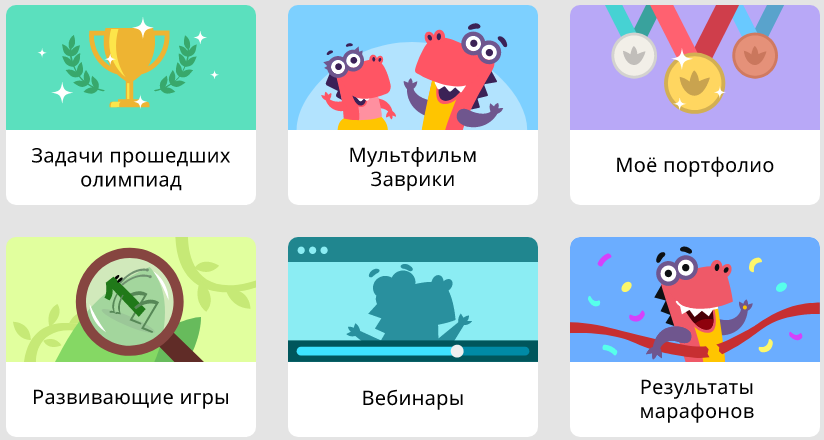 Задачи прошедших
олимпиад
Мультфильм
Заврики
Моё портфолио
Развивающие игры
Вебинары
Результаты
марафонов